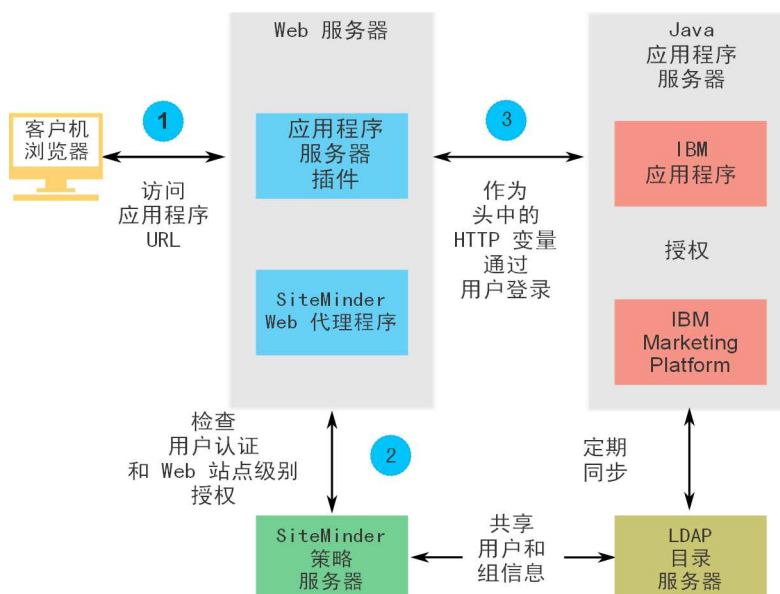 Web 服务器
Java
应用程序
服务器
客户机
浏览器
1
访问
应用程序
URL
应用程序
服务器
插件
SiteMinder
Web 代理程序
3
作为
头中的
HTTP 变量
通过
用户登录
IBM
应用程序
授权
IBM
Marketing
Platform
检查
用户认证
和 Web 站点级别
授权
2
定期
同步
SiteMinder
策略
服务器
共享
用户和
组信息
LDAP
目录
服务器